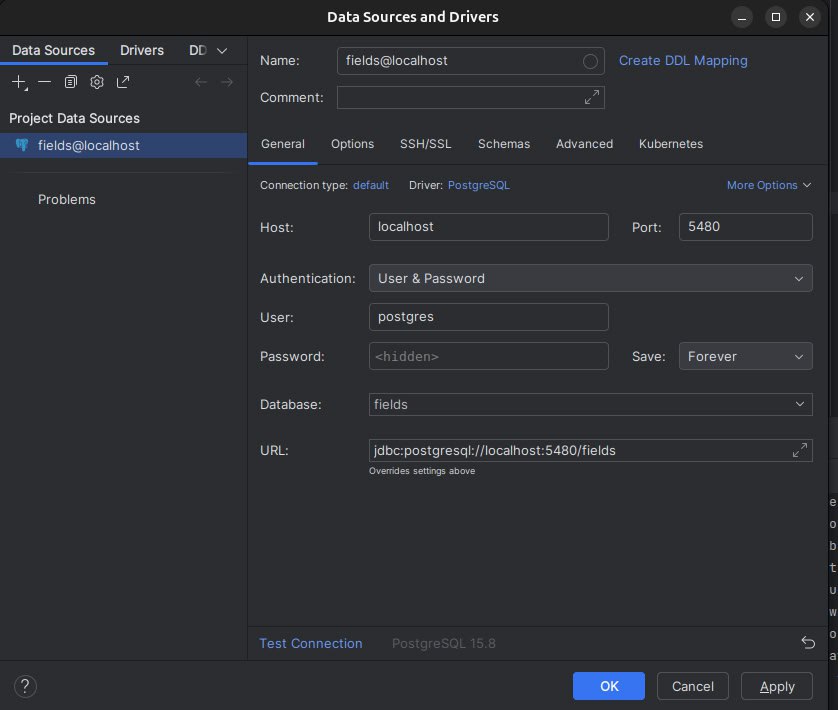 Data Sources and Drivers
Data Sources Drivers DD
Name: fields@localhost Create DDL Mapping
Comment:
Project Data Sources
fields@localhost
Problems
General Options SSH/SSL Schemas Advanced Kubernetes
Connection type: default Driver: PostgreSQL More Options
Host: localhost Port: 5480
Authentication: User & Password
User: postgres
Password: <hidden> Save: Forever
Database: fields
URL: jdbc:postgresql://localhost:5480/fields
Overrides settings above
Test Connection PostgreSQL 15.8
? OK Cancel Apply